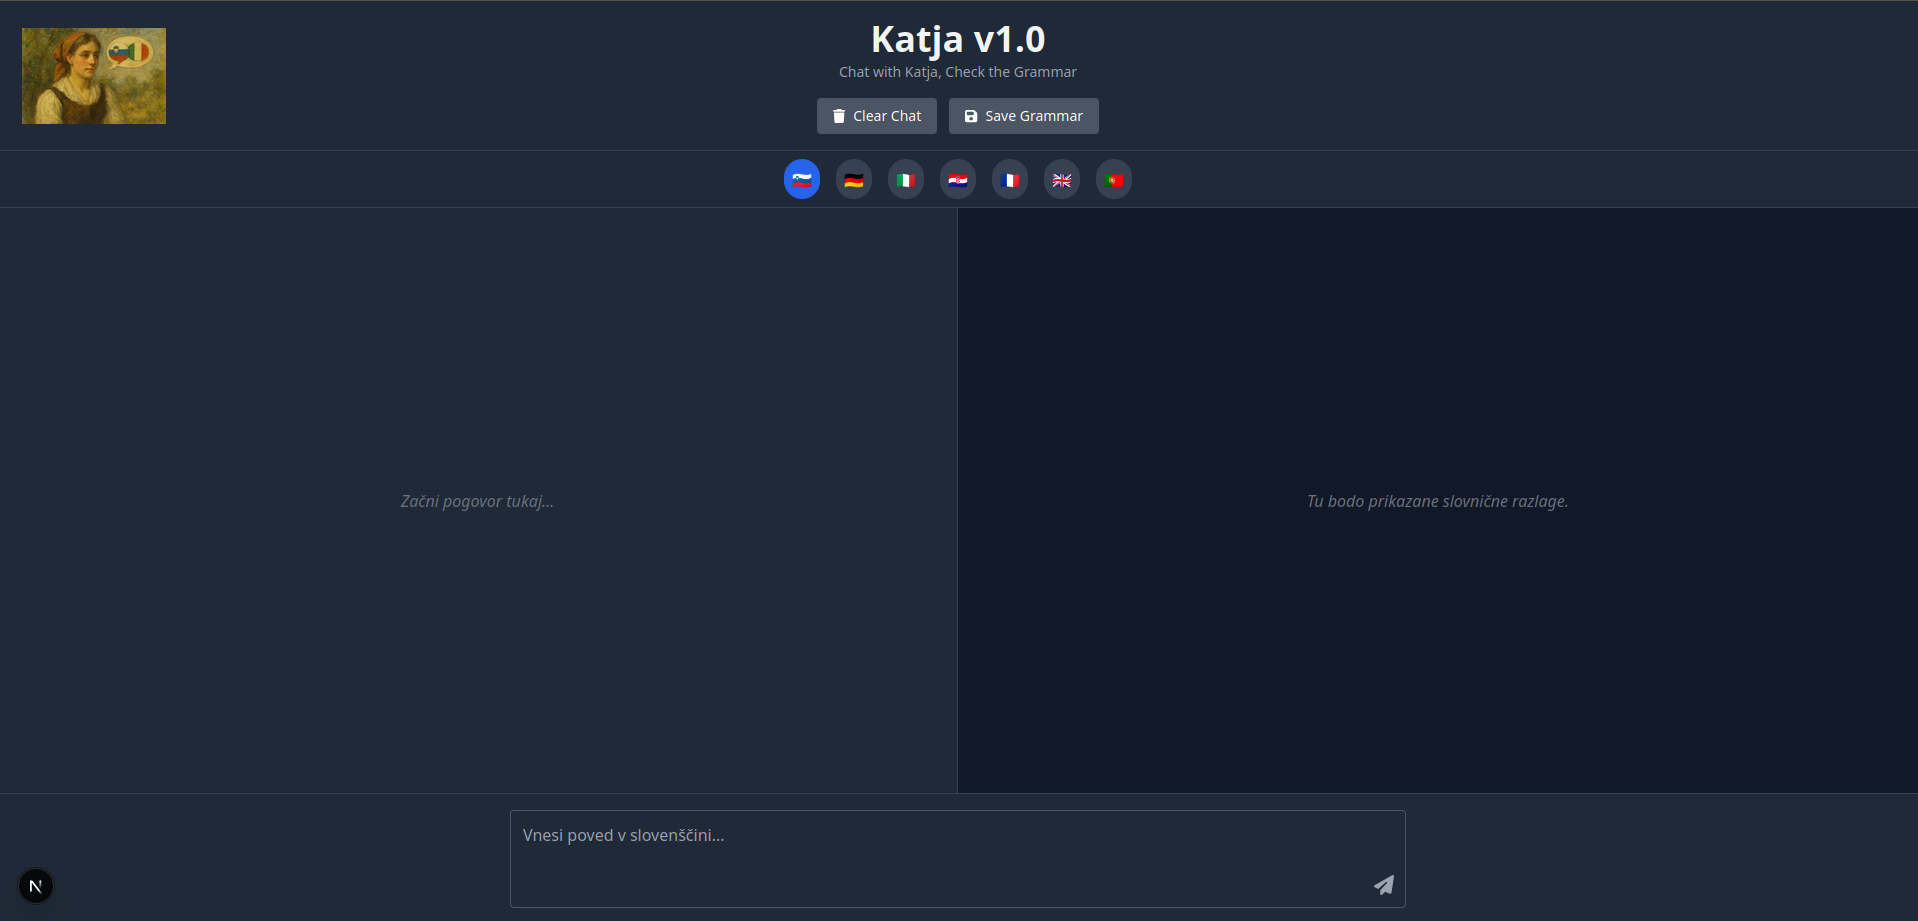 Katja v1.0
Chat with Katja, Check the Grammar
Clear Chat
Save Grammar
Začni pogovor tukaj...
Tu bodo prikazane slovnične razlage.
Vnesi poved v slovenščini...
N